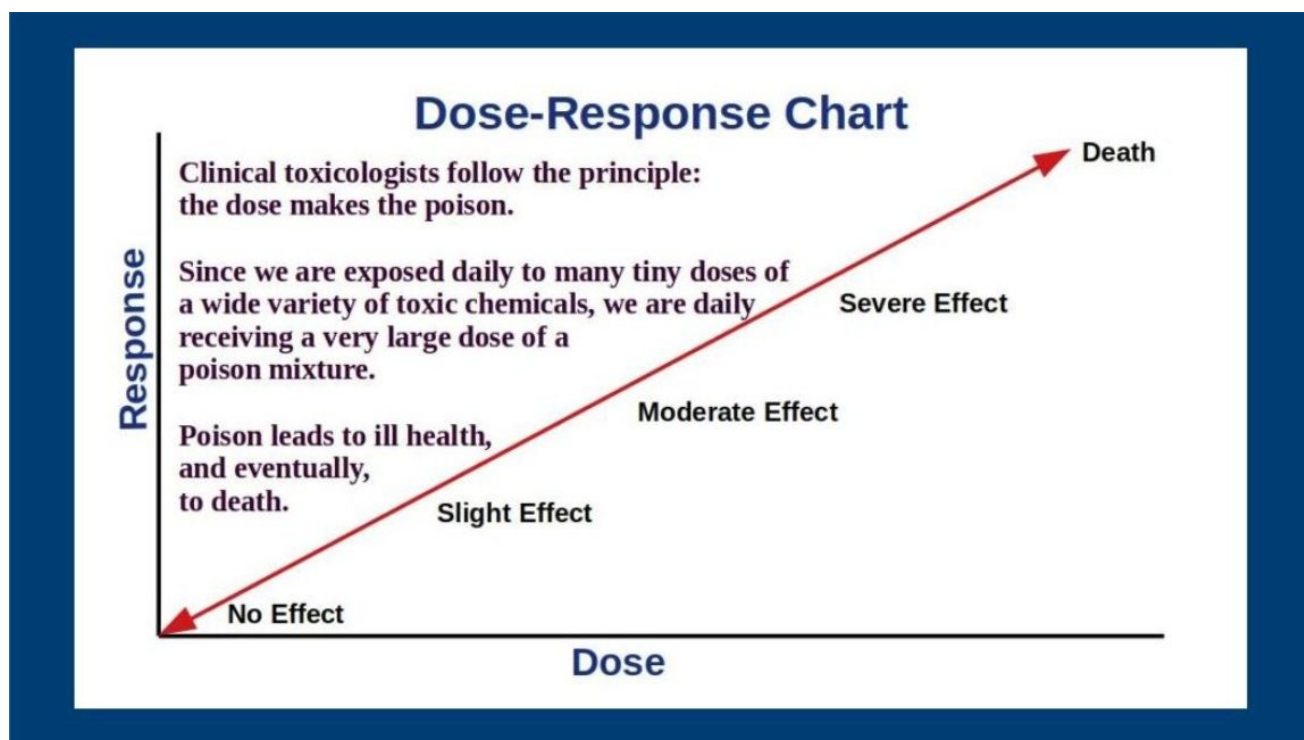 Dose-Response Chart
Clinical toxicologists follow the principle:
the dose makes the poison.
Since we are exposed daily to many tiny doses of
a wide variety of toxic chemicals, we are daily
receiving a very large dose of a
poison mixture.
Poison leads to ill health,
and eventually,
to death.
Response
Death
Severe Effect
Moderate Effect
Slight Effect
No Effect
Dose